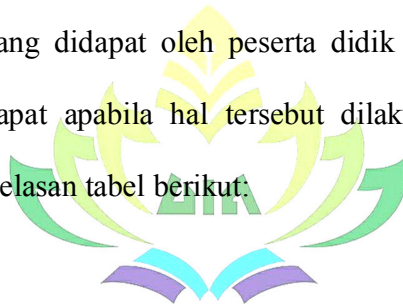 ang didapat oleh peserta didik
apat apabila hal tersebut dilak
elasan tabel berikut: